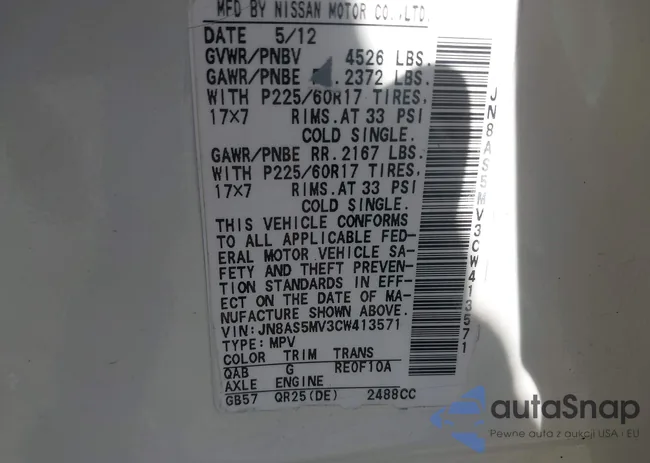 MFD BY NISSAN MOTOR CO.,LTD.
DATE 5/12
GVWR/PNBV 4526 LBS.
GAWR/PNBE 2372 LBS.
WITH P225/60R17 TIRES,
17×7 RIMS.AT 33 PSI
COLD SINGLE.
GAWR/PNBE RR.2167 LBS.
WITH P225/60R17 TIRES,
17×7 RIMS.AT 33 PSI
COLD SINGLE.
THIS VEHICLE CONFORMS
TO ALL APPLICABLE FED-
ERAL MOTOR VEHICLE SA-
FETY AND THEFT PREVEN-
TION STANDARDS IN EFF-
ECT ON THE DATE OF MA-
NUFACTURE SHOWN ABOVE.
VIN:JN8AS5MV3CW413571
TYPE:MPV
COLOR TRIM TRANS
QAB G RE0F10A
AXLE ENGINE
GB57 QR25(DE) 2488CC
JN8AS5MV3CW413571
autoSnap
Pewne auta z aukcji USA i EU